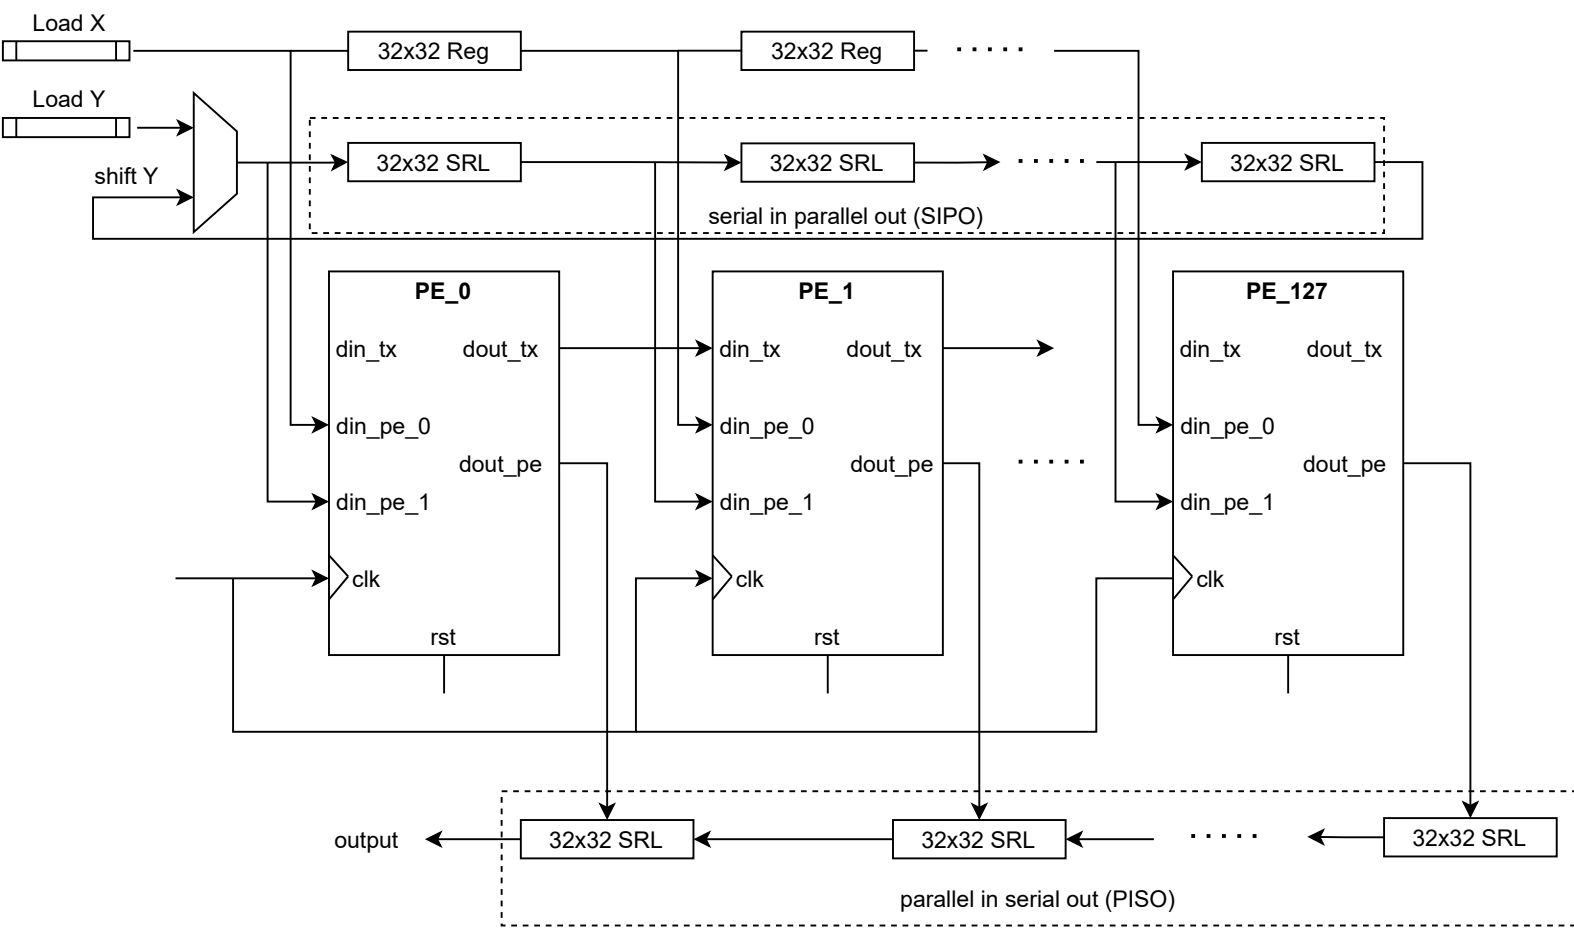 Load X
32x32 Reg
32x32 Reg
Load Y
32x32 SRL
32x32 SRL
32x32 SRL
shift Y
serial in parallel out (SIPO)
PE_0
din_tx
dout_tx
din_pe_0
dout_pe
din_pe_1
clk
rst
PE_1
din_tx
dout_tx
din_pe_0
dout_pe
din_pe_1
clk
rst
PE_127
din_tx
dout_tx
din_pe_0
dout_pe
din_pe_1
clk
rst
output
32x32 SRL
32x32 SRL
32x32 SRL
parallel in serial out (PISO)